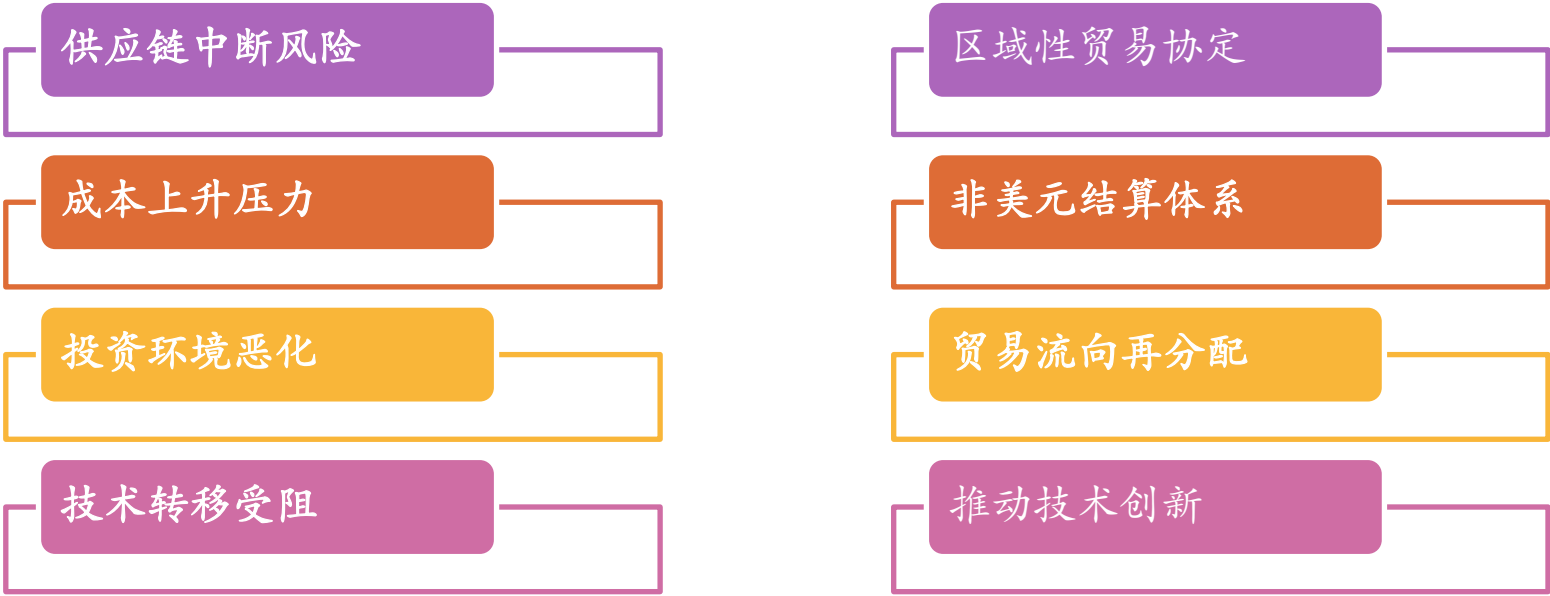 供应链中断风险
区域性贸易协定
成本上升压力
非美元结算体系
投资环境恶化
贸易流向再分配
技术转移受阻
推动技术创新